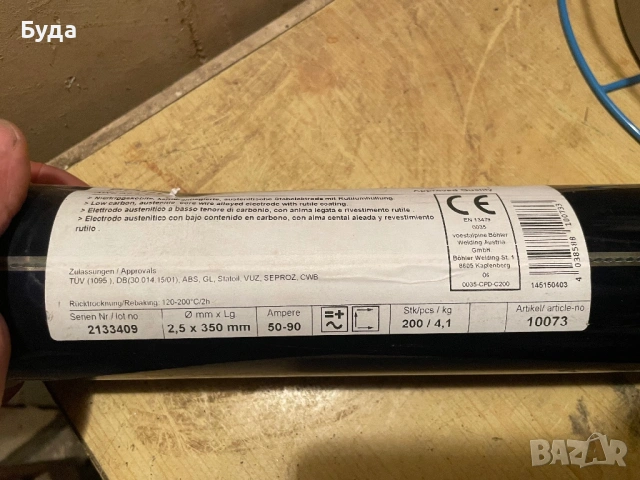 Буда
> Low carbon, austenitic core wire alloyed electrode with rutile coating.
> Elettrodo austenitico a basso tenore di carbonio, con anima legata e rivestimento rutilo
> Electrodo austenitico con bajo contenido en carbono, con alma cental aleada y revestimiento
rutilo
EN 13479
0035
voestalpine Böhler
Welding Austria
GmbH
Böhler Welding St. 1
8605 Kapfenberg
06
0035-CPD-C200
145150403
Zulassungen / Approvals
TÜV (1095 ), DB(30.014.15/01), ABS, GL, Statoil, VUZ, SEPROZ, CWB
Rücktrocknung/Rebaking: 120-200°C/2h
Serien Nr./ lot no
2133409
Ø mm x Lg
2,5 x 350 mm
Ampere
50-90
Stk/pcs / kg
200 / 4,1
Artikel/ article-no
10073
BAZAR